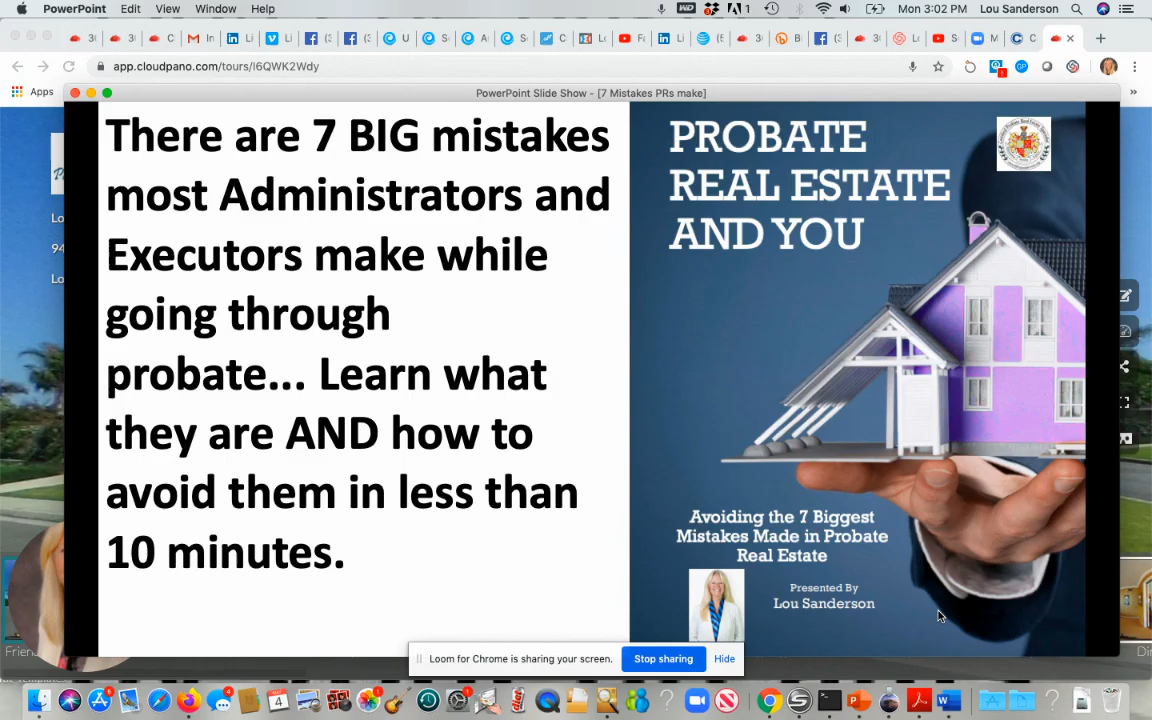 PowerPoint Edit View Window Help Mon 3:02 PM Lou Sanderson
app.cloudpano.com/tours/l6QWK2Wdy
Apps
PowerPoint Slide Show - [7 Mistakes PRs make]
There are 7 BIG mistakes
most Administrators and
Executors make while
going through
probate... Learn what
they are AND how to
avoid them in less than
10 minutes.
PROBATE
REAL ESTATE
AND YOU
Avoiding the 7 Biggest
Mistakes Made in Probate
Real Estate
Presented By
Lou Sanderson
Loom for Chrome is sharing your screen. Stop sharing Hide